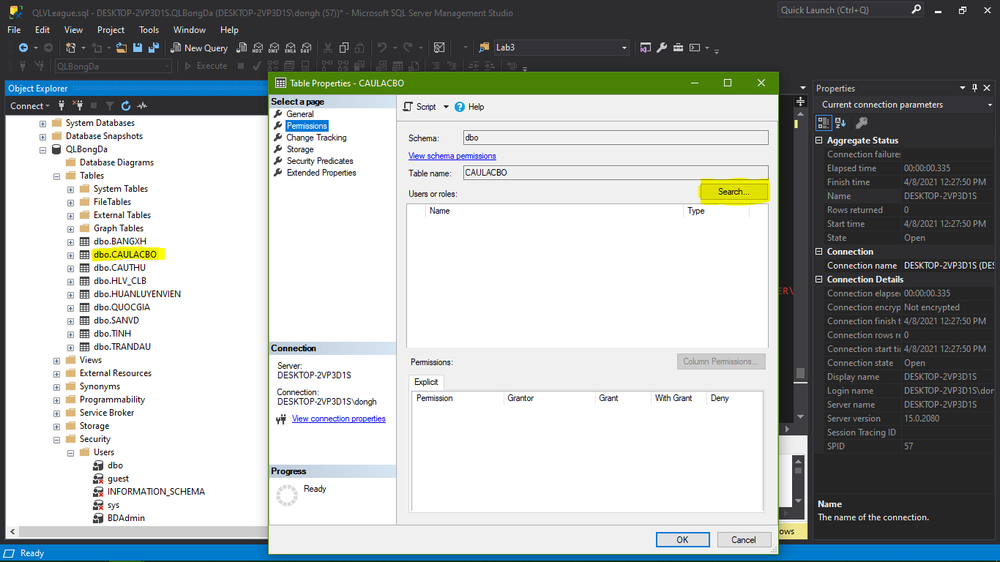 QLVLeague.sql - DESKTOP-2VP3D1S.QLBongDa (DESKTOP-2VP3D1S\dongh (57))* - Microsoft SQL Server Management Studio
Quick Launch (Ctrl+Q)
File Edit View Project Tools Window Help
New Query MDX DMX XMLA DAX Lab3
QLBongDa Execute
Object Explorer
Connect
System Databases
Database Snapshots
QLBongDa
Database Diagrams
Tables
System Tables
FileTables
External Tables
Graph Tables
dbo.BANGXH
dbo.CAULACBO
dbo.CAUTHU
dbo.HLV_CLB
dbo.HUANLUYENVIEN
dbo.QUOCGIA
dbo.SANVD
dbo.TINH
dbo.TRANDAU
Views
External Resources
Synonyms
Programmability
Service Broker
Storage
Security
Users
dbo
guest
INFORMATION_SCHEMA
sys
BDAdmin
Ready
Table Properties - CAULACBO
Select a page
General
Permissions
Change Tracking
Storage
Security Predicates
Extended Properties
Connection
Server:
DESKTOP-2VP3D1S
Connection:
DESKTOP-2VP3D1S\dongh
View connection properties
Progress
Ready
Script Help
Schema: dbo
View schema permissions
Table name: CAULACBO
Users or roles: Search...
Name Type
Permissions: Column Permissions...
Explicit
Permission Grantor Grant With Grant Deny
OK Cancel
ER\
ows
Properties
Current connection parameters
Aggregate Status
Connection failures
Elapsed time 00:00:00.335
Finish time 4/8/2021 12:27:50 PM
Name DESKTOP-2VP3D1S
Rows returned 0
Start time 4/8/2021 12:27:50 PM
State Open
Connection
Connection name DESKTOP-2VP3D1S (DES
Connection Details
Connection elapse 00:00:00.335
Connection encryp Not encrypted
Connection finish t 4/8/2021 12:27:50 PM
Connection rows re 0
Connection start tir 4/8/2021 12:27:50 PM
Connection state Open
Display name DESKTOP-2VP3D1S
Login name DESKTOP-2VP3D1S\don
Server name DESKTOP-2VP3D1S
Server version 15.0.2080
Session Tracing ID
SPID 57
Name
The name of the connection.